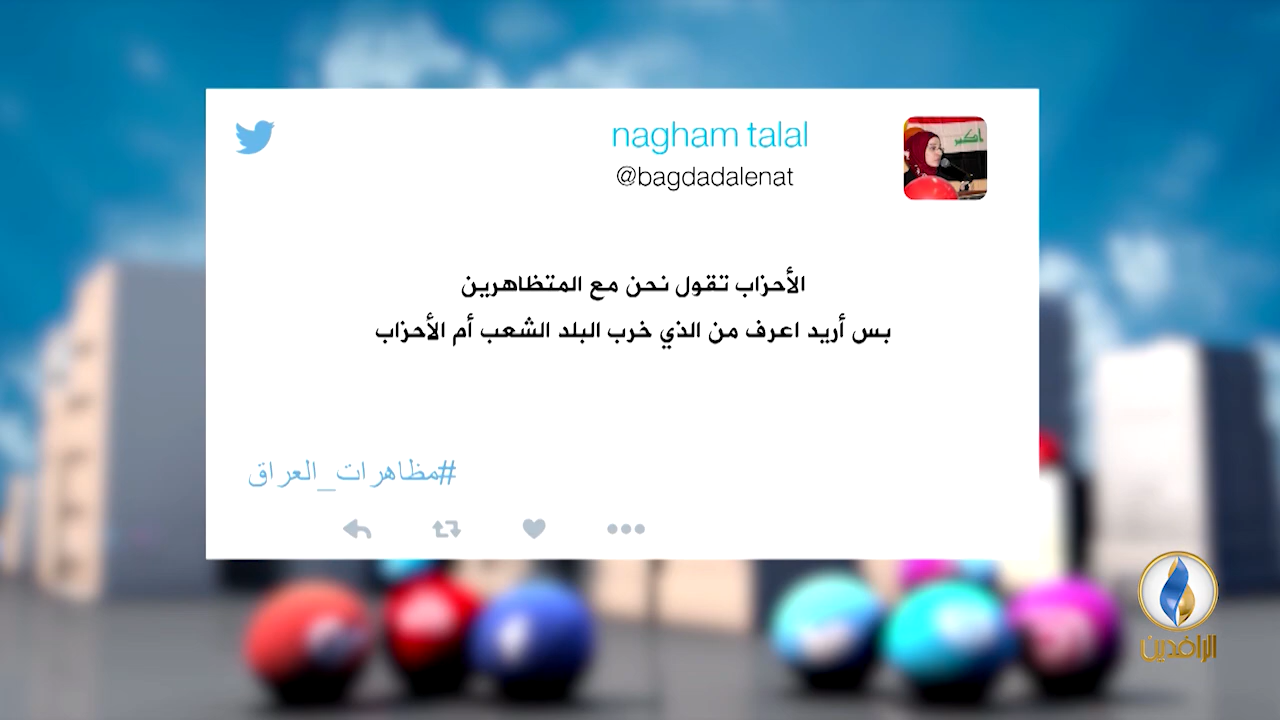 nagham talal
@bagdadalenat
اكبر
الأحزاب تقول نحن مع المتظاهرين
بس أريد اعرف من الذي خرب البلد الشعب أم الأحزاب
#مظاهرات_العراق
الرافدين